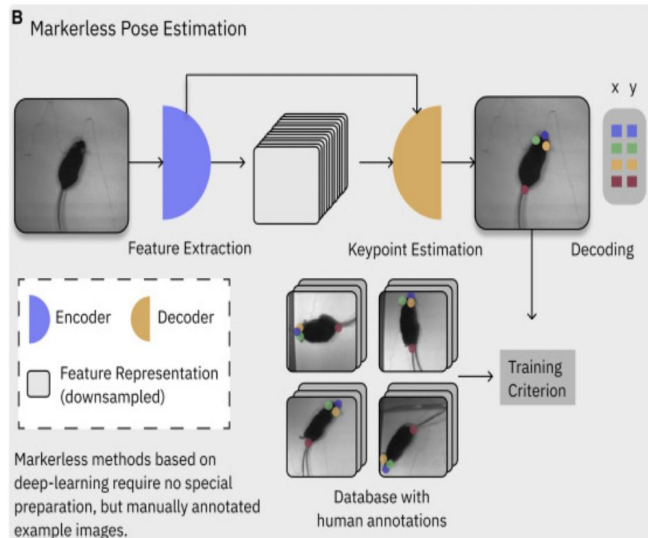 B
Markerless Pose Estimation
x y
Feature Extraction
Keypoint Estimation
Decoding
Encoder
Decoder
Feature Representation
(downsampled)
Training
Criterion
Markerless methods based on
deep-learning require no special
preparation, but manually annotated
example images.
Database with
human annotations